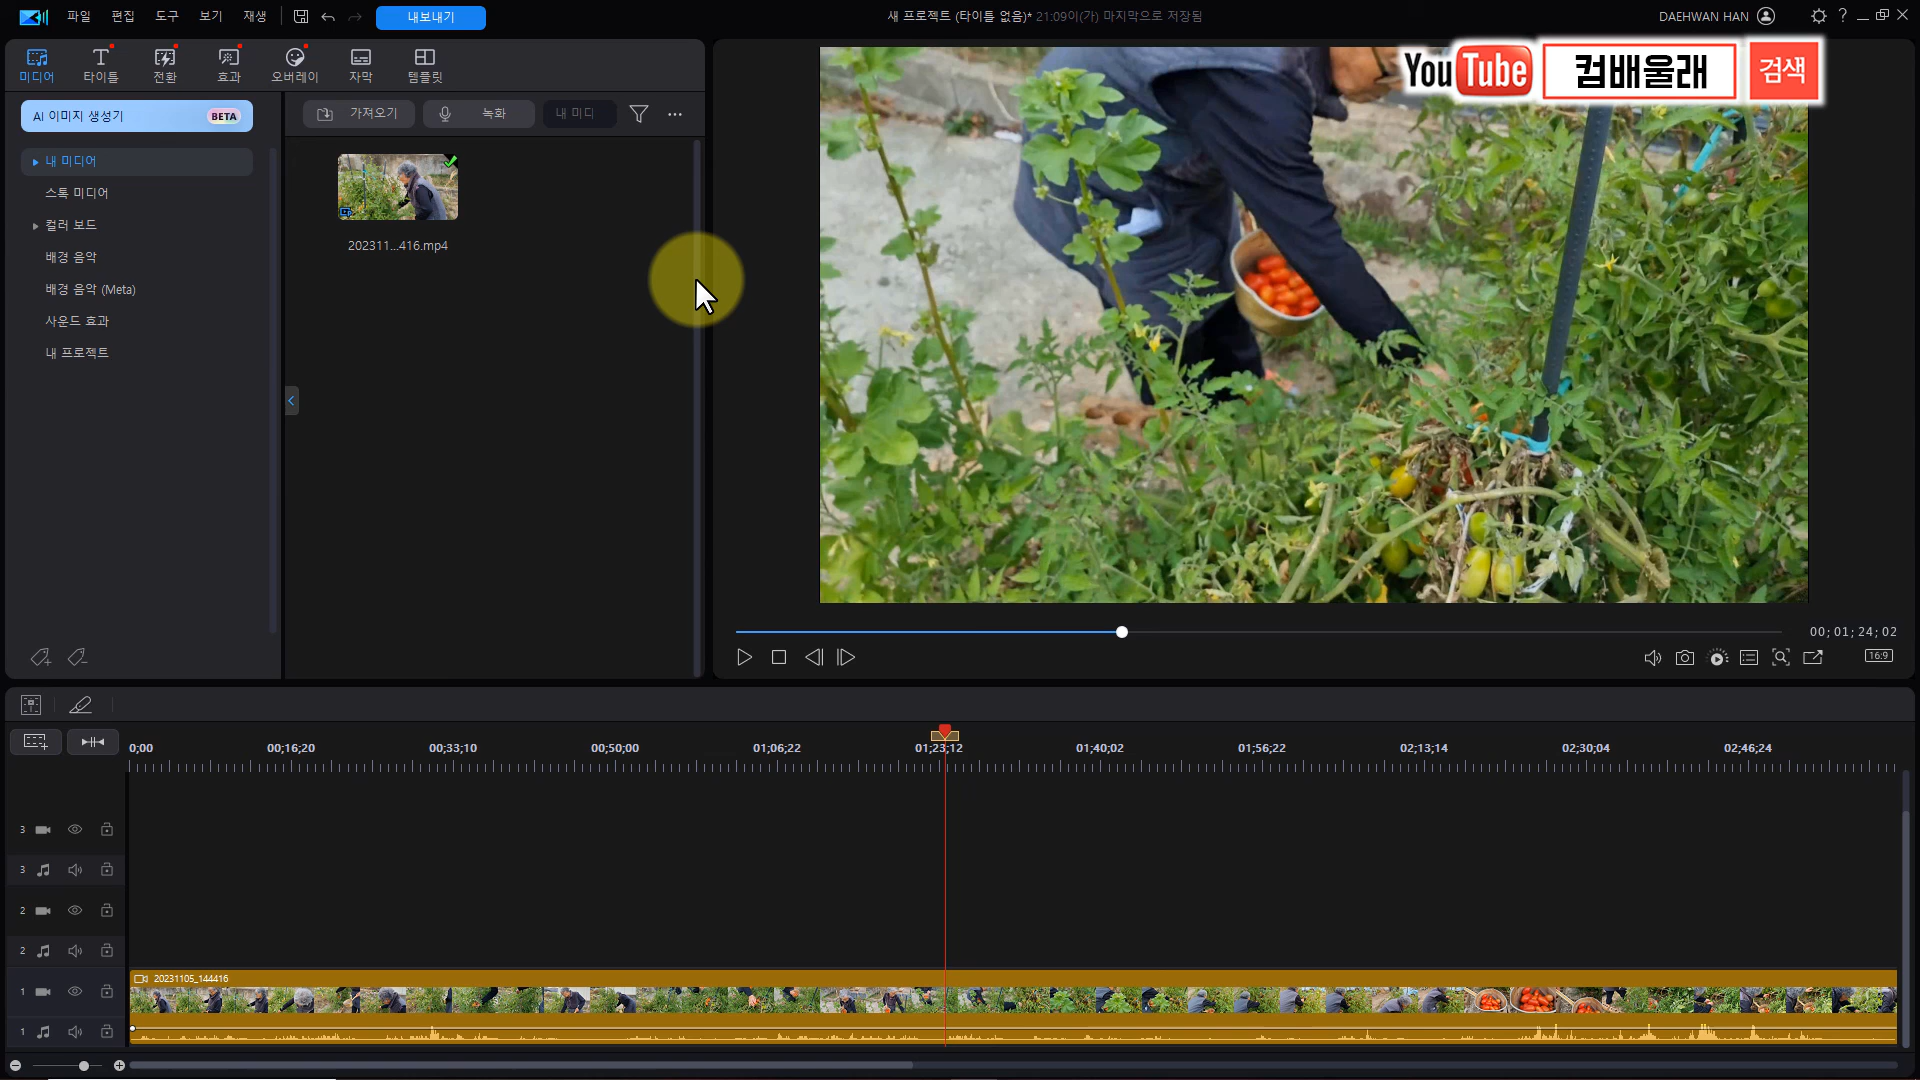 파일 편집 도구 보기 재생 내보내기 새 프로젝트 (타이틀 없음)* 21:09이(가) 마지막으로 저장됨 DAEHWAN HAN ?
미디어 타이틀 전환 효과 오버레이 자막 템플릿
YouTube 컴배울래 검색
AI 이미지 생성기 BETA
가져오기 녹화 내 미디
내 미디어
스톡 미디어
컬러 보드
배경 음악
배경 음악 (Meta)
사운드 효과
내 프로젝트
202311...416.mp4
00;01;24;02
16:9
0;00 00;16;20 00;33;10 00;50;00 01;06;22 01;23;12 01;40;02 01;56;22 02;13;14 02;30;04 02;46;24
3
3
2
2
20231105_144416
1
1